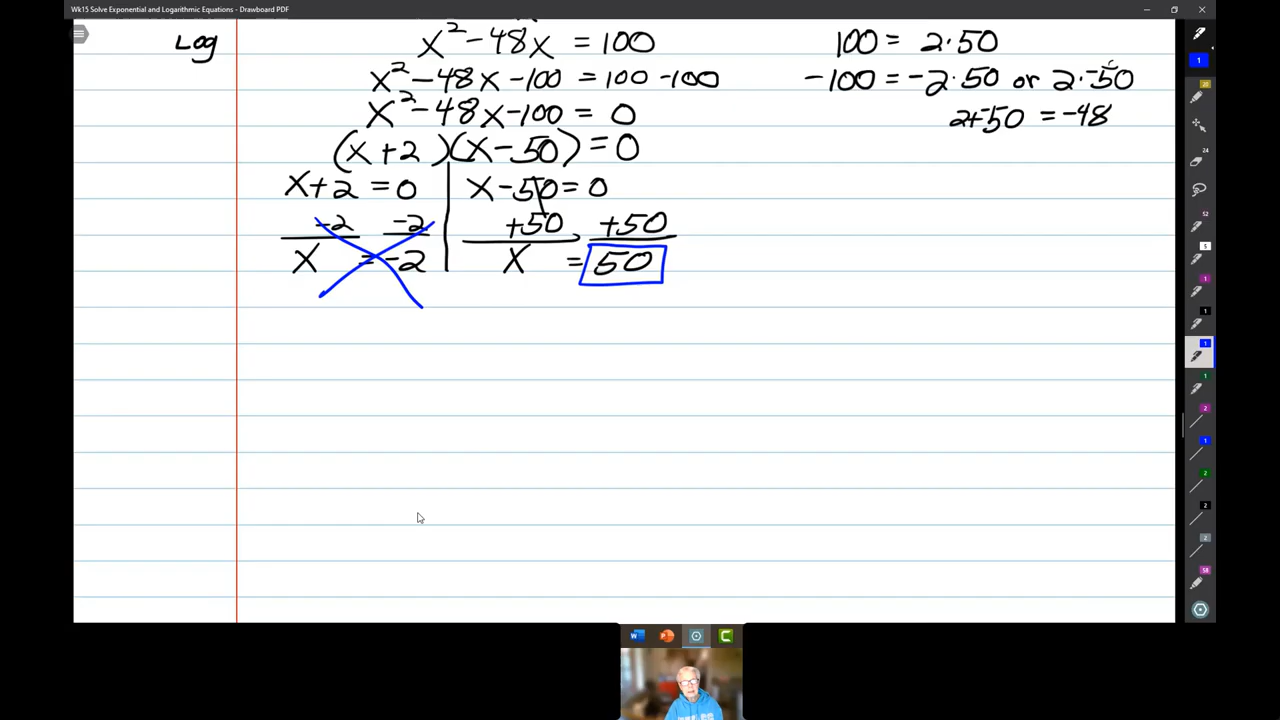 Wk15 Solve Exponential and Logarithmic Equations - Drawboard PDF
Log
x² - 48x = 100
x² - 48x - 100 = 100 - 100
x² - 48x - 100 = 0
(x + 2)(x - 50) = 0
x + 2 = 0
-2 -2
x = -2
x - 50 = 0
+50 +50
x = 50
100 = 2·50
-100 = -2·50 or 2·-50
2+-50 = -48